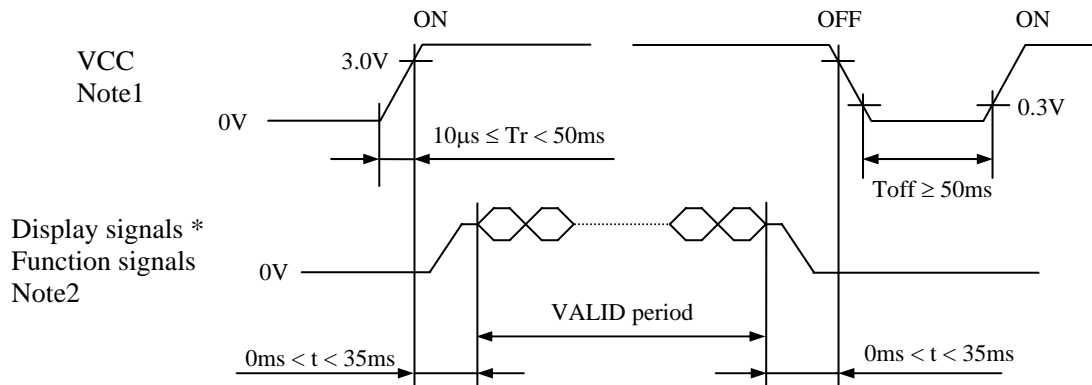 ON
OFF
ON
VCC
Note1
3.0V
0V
0.3V
10μs ≤ Tr < 50ms
Toff ≥ 50ms
Display signals *
Function signals
Note2
0V
VALID period
0ms < t < 35ms
0ms < t < 35ms